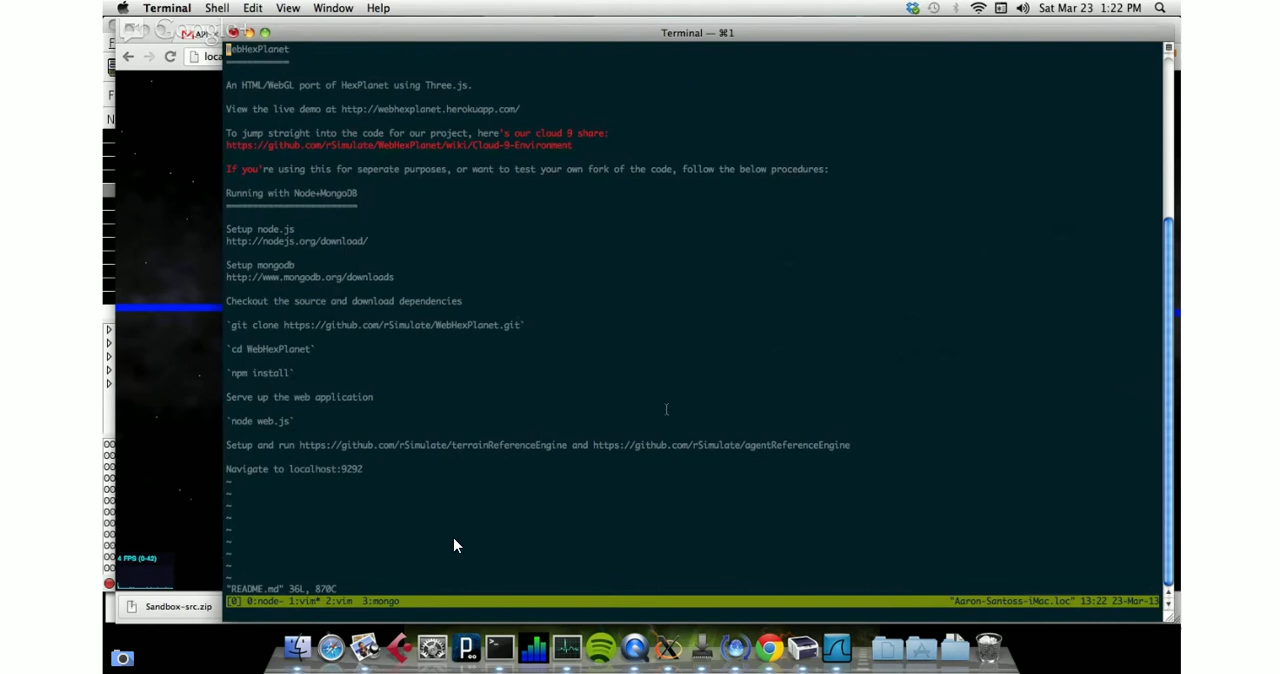 Terminal Shell Edit View Window Help
Sat Mar 23 1:22 PM
Terminal — ⌘1
API
loca
WebHexPlanet
============
An HTML/WebGL port of HexPlanet using Three.js.
View the live demo at http://webhexplanet.herokuapp.com/
To jump straight into the code for our project, here's our cloud 9 share:
https://github.com/rSimulate/WebHexPlanet/wiki/Cloud-9-Environment
If you're using this for seperate purposes, or want to test your own fork of the code, follow the below procedures:
Running with Node+MongoDB
=========================
Setup node.js
http://nodejs.org/download/
Setup mongodb
http://www.mongodb.org/downloads
Checkout the source and download dependencies
`git clone https://github.com/rSimulate/WebHexPlanet.git`
`cd WebHexPlanet`
`npm install`
Serve up the web application
`node web.js`
Setup and run https://github.com/rSimulate/terrainReferenceEngine and https://github.com/rSimulate/agentReferenceEngine
Navigate to localhost:9292
~
~
~
~
~
~
~
~
~
4 FPS (0-42)
"README.md" 36L, 870C
[0] 0:node- 1:vim* 2:vim 3:mongo "Aaron-Santoss-iMac.loc" 13:22 23-Mar-13
Sandbox-src.zip